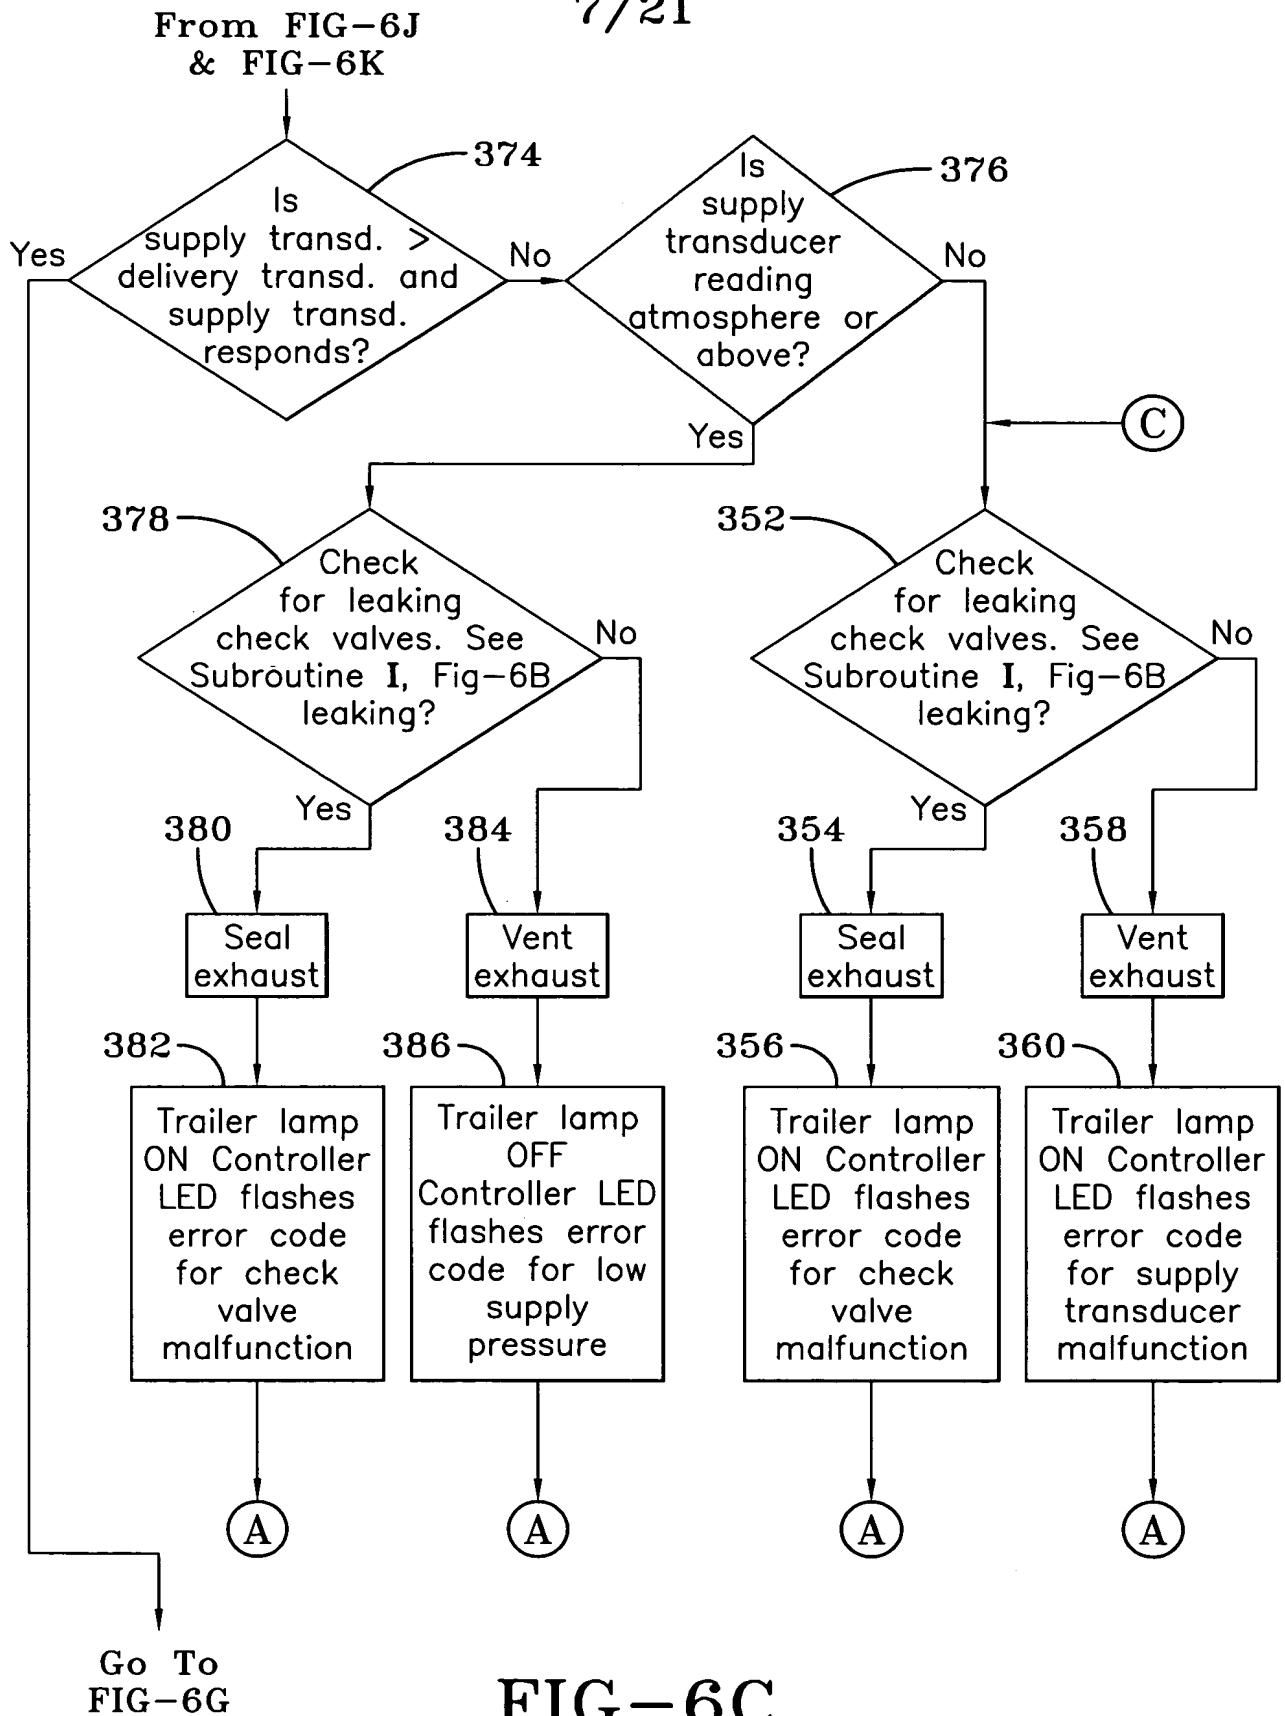 7/21
From FIG-6J
& FIG-6K
374
Is
supply transd. >
delivery transd. and
supply transd.
responds?
Yes
No
376
Is
supply
transducer
reading
atmosphere or
above?
No
Yes
C
378
Check
for leaking
check valves. See
Subroutine I, Fig-6B
leaking?
No
Yes
352
Check
for leaking
check valves. See
Subroutine I, Fig-6B
leaking?
No
Yes
380
Seal
exhaust
384
Vent
exhaust
354
Seal
exhaust
358
Vent
exhaust
382
Trailer lamp
ON Controller
LED flashes
error code
for check
valve
malfunction
386
Trailer lamp
OFF
Controller LED
flashes error
code for low
supply
pressure
356
Trailer lamp
ON Controller
LED flashes
error code
for check
valve
malfunction
360
Trailer lamp
ON Controller
LED flashes
error code
for supply
transducer
malfunction
A
A
A
A
Go To
FIG-6G
FIG-6C